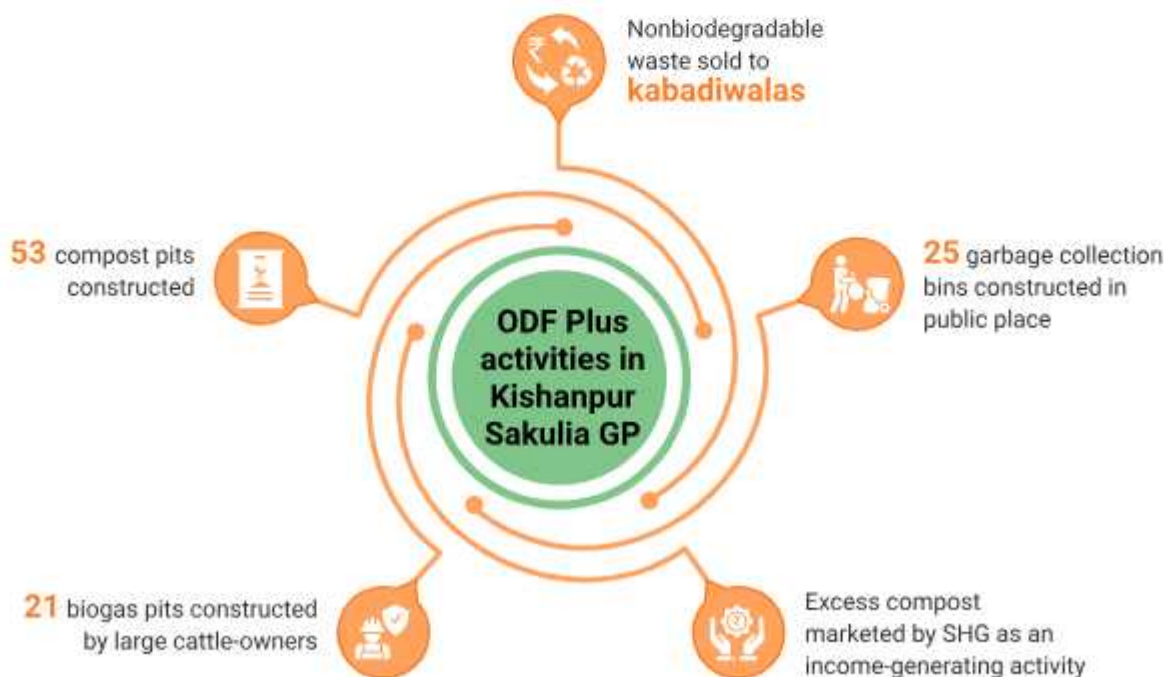 Nonbiodegradable
waste sold to
kabadiwalas
53 compost pits
constructed
25 garbage collection
bins constructed in
public place
ODF Plus
activities in
Kishanpur
Sakulia GP
21 biogas pits constructed
by large cattle-owners
Excess compost
marketed by SHG as an
income-generating activity